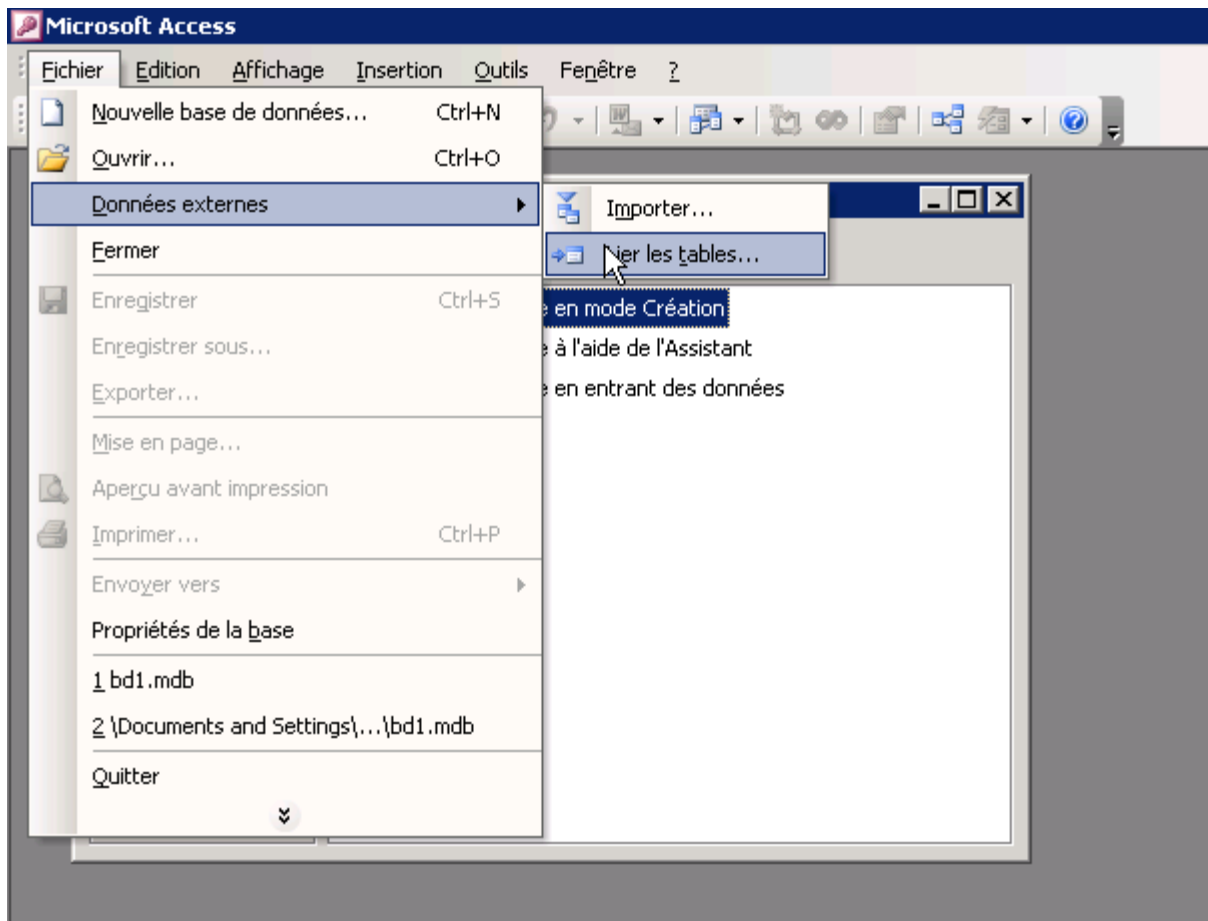 Microsoft Access
Fichier Edition Affichage Insertion Outils Fenêtre ?
Nouvelle base de données... Ctrl+N
Ouvrir... Ctrl+O
Données externes
Importer...
Fermer
les tables...
Enregistrer Ctrl+S
en mode Création
Enregistrer sous...
à l'aide de l'Assistant
Exporter...
en entrant des données
Mise en page...
Aperçu avant impression
Imprimer... Ctrl+P
Envoyer vers
Propriétés de la base
1 bd1.mdb
2 \Documents and Settings\...\bd1.mdb
Quitter